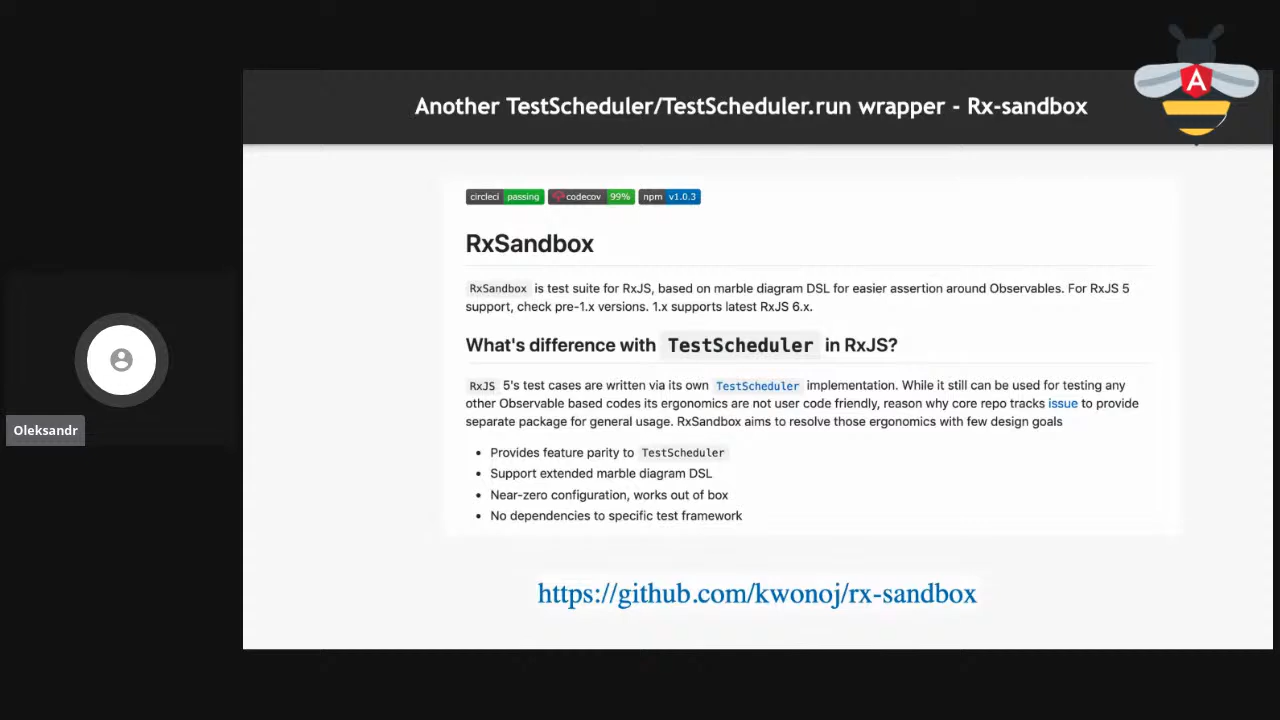 Another TestScheduler/TestScheduler.run wrapper - Rx-sandbox
A
circleci passing codecov 99% npm v1.0.3
RxSandbox
RxSandbox is test suite for RxJS, based on marble diagram DSL for easier assertion around Observables. For RxJS 5
support, check pre-1.x versions. 1.x supports latest RxJS 6.x.
What's difference with TestScheduler in RxJS?
RxJS 5's test cases are written via its own TestScheduler implementation. While it still can be used for testing any
other Observable based codes its ergonomics are not user code friendly, reason why core repo tracks issue to provide
separate package for general usage. RxSandbox aims to resolve those ergonomics with few design goals
Oleksandr
• Provides feature parity to TestScheduler
• Support extended marble diagram DSL
• Near-zero configuration, works out of box
• No dependencies to specific test framework
https://github.com/kwonoj/rx-sandbox